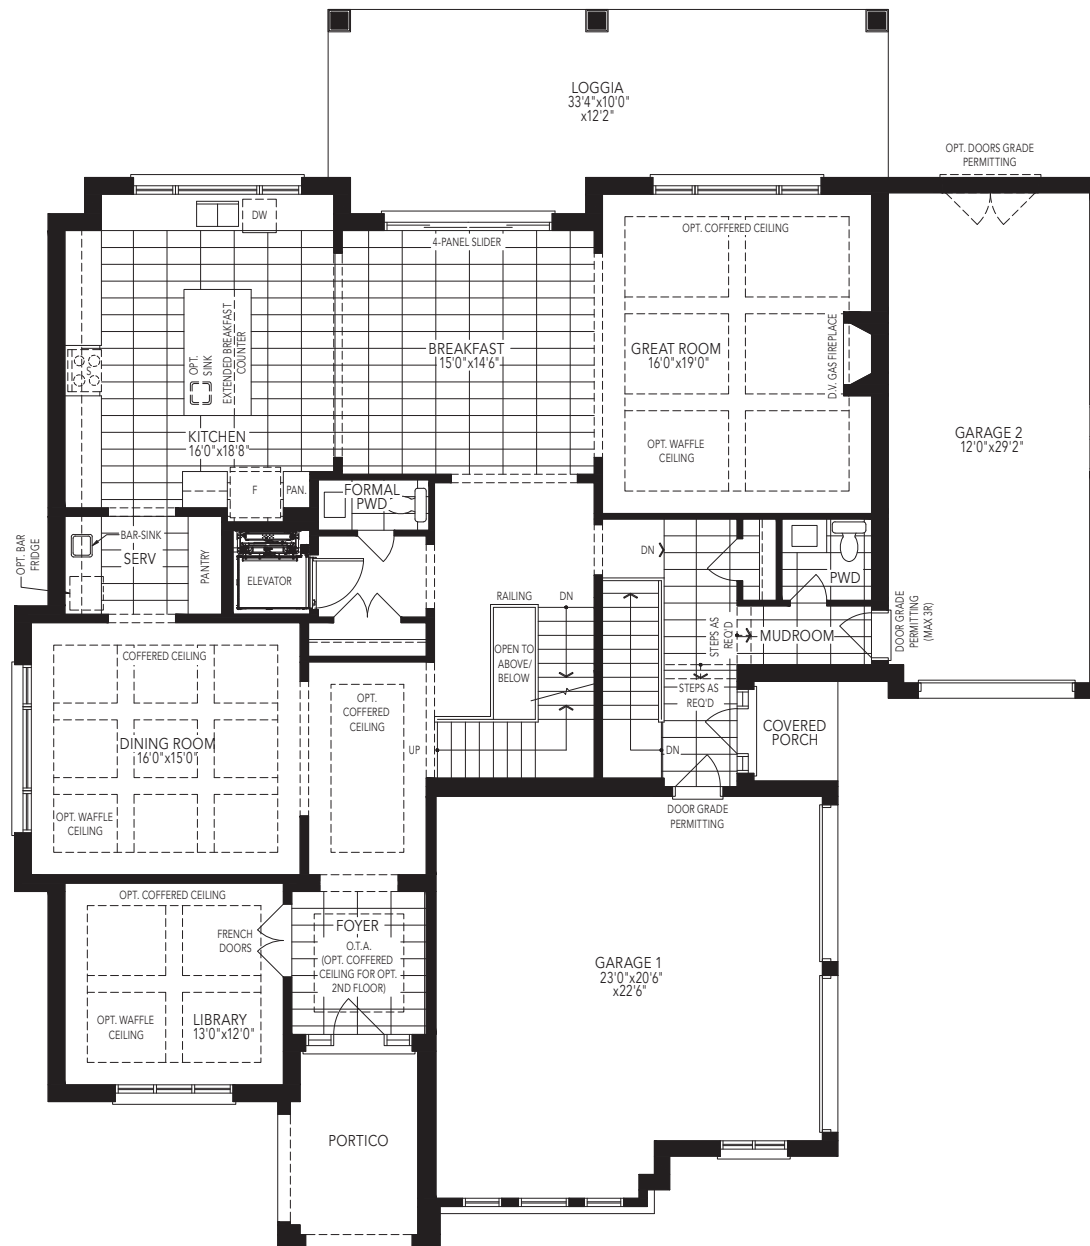 LOGGIA
33'4"x10'0"
x12'2"
OPT. DOORS GRADE
PERMITTING
DW
4-PANEL SLIDER
OPT. COFFERED CEILING
OPT.
SINK
EXTENDED BREAKFAST
COUNTER
S
BREAKFAST
15'0"x14'6"
GREAT ROOM
16'0"x19'0"
D.V. GAS FIREPLACE
OPT. WAFFLE
CEILING
GARAGE 2
12'0"x29'2"
KITCHEN
16'0"x18'8"
F
PAN.
FORMAL
PWD
OPT. BAR
FRIDGE
BAR-SINK
SERV
PANTRY
ELEVATOR
DN
PWD
RAILING
DN
OPEN TO
ABOVE/
BELOW
UP
STEPS AS
REQ'D
MUDROOM
DOOR GRADE
PERMITTING
(MAX 3R)
STEPS AS
REQ'D
DN
COVERED
PORCH
DOOR GRADE
PERMITTING
COFFERED CEILING
OPT.
COFFERED
CEILING
DINING ROOM
16'0"x15'0"
OPT. WAFFLE
CEILING
OPT. COFFERED CEILING
FRENCH
DOORS
FOYER
O.T.A.
(OPT. COFFERED
CEILING FOR OPT.
2ND FLOOR)
GARAGE 1
23'0"x20'6"
x22'6"
OPT. WAFFLE
CEILING
LIBRARY
13'0"x12'0"
PORTICO